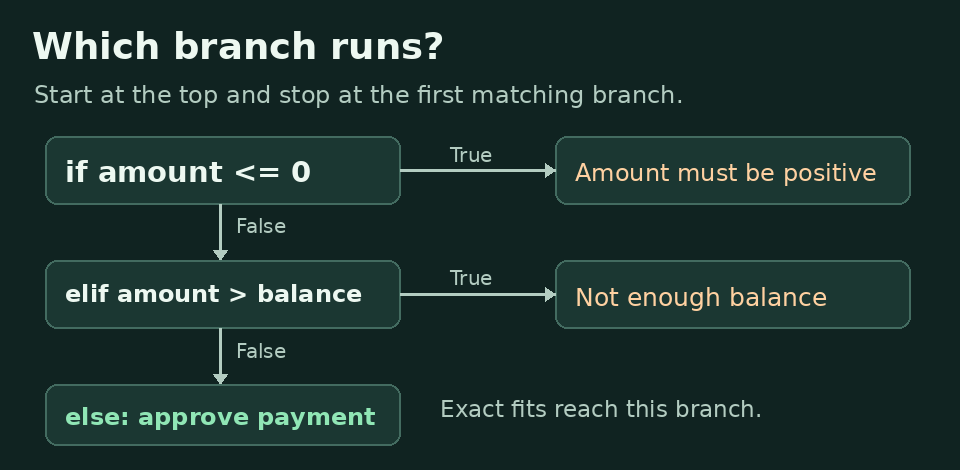 Which branch runs?
Start at the top and stop at the first matching branch.
if amount <= 0
True
Amount must be positive
False
elif amount > balance
True
Not enough balance
False
else: approve payment
Exact fits reach this branch.